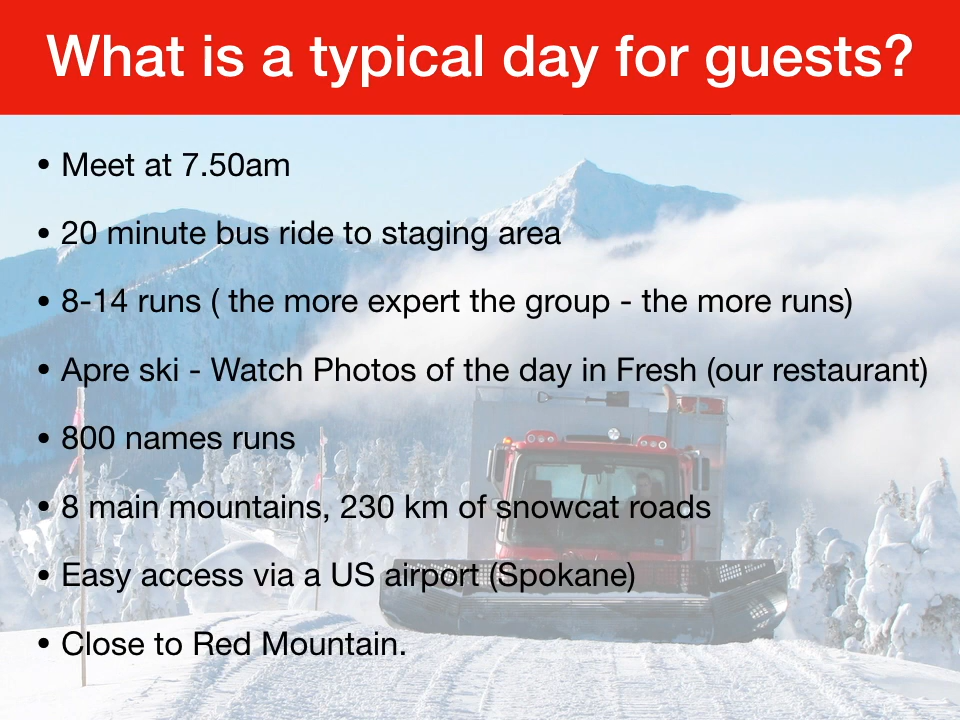 What is a typical day for guests?
• Meet at 7.50am
• 20 minute bus ride to staging area
• 8-14 runs ( the more expert the group - the more runs)
• Apre ski - Watch Photos of the day in Fresh (our restaurant)
• 800 names runs
• 8 main mountains, 230 km of snowcat roads
• Easy access via a US airport (Spokane)
• Close to Red Mountain.